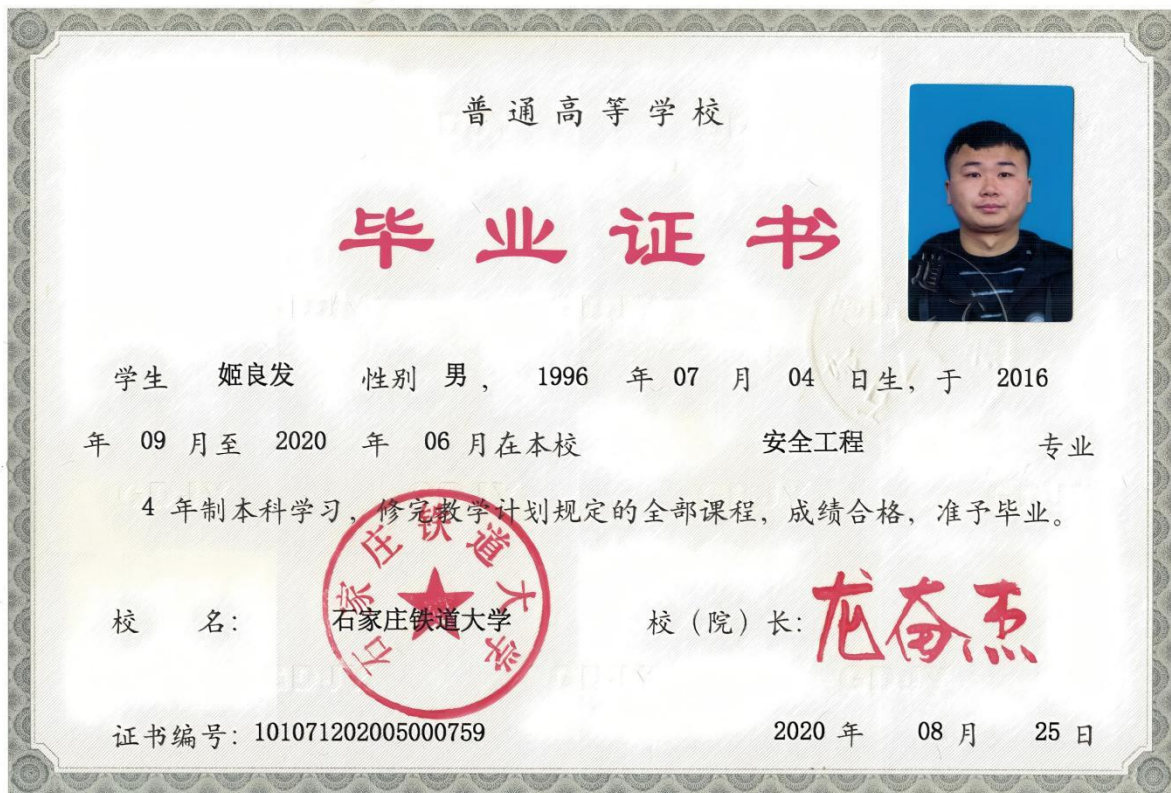 普通高等学校
毕业证书
学生 姬良发 性别 男 ， 1996 年 07 月 04 日生，于 2016
年 09 月至 2020 年 06 月在本校 安全工程 专业
4 年制本科学习，修完教学计划规定的全部课程，成绩合格，准予毕业。
石家庄铁道大学
校 名： 石家庄铁道大学 校（院）长： 龙奋杰
证书编号：101071202005000759 2020 年 08 月 25 日